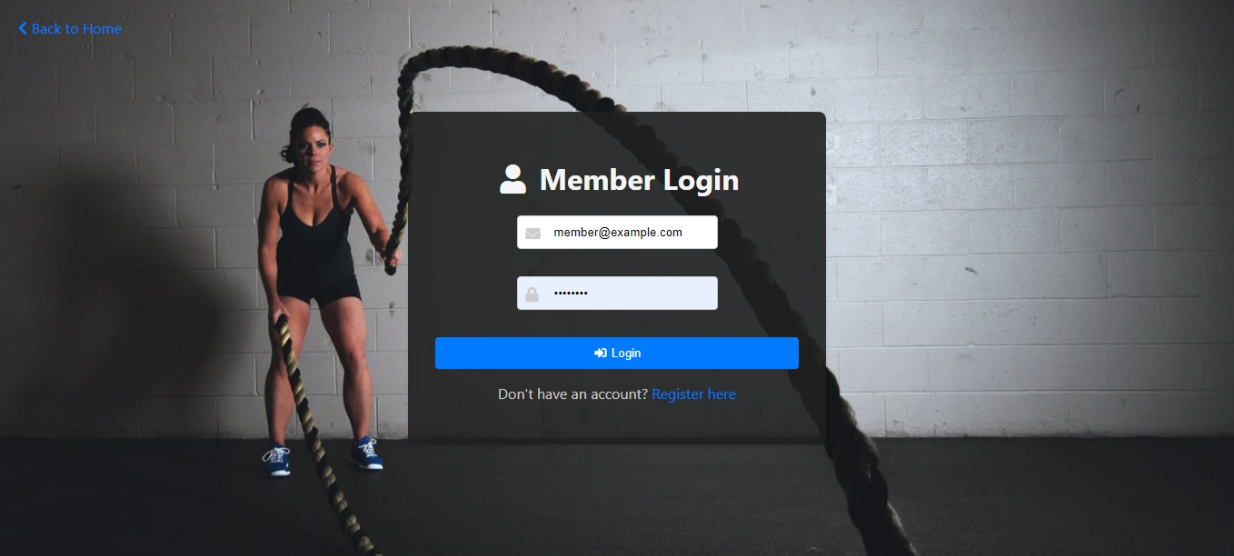 Back to Home
Member Login
member@example.com
••••••••
Login
Don't have an account? Register here